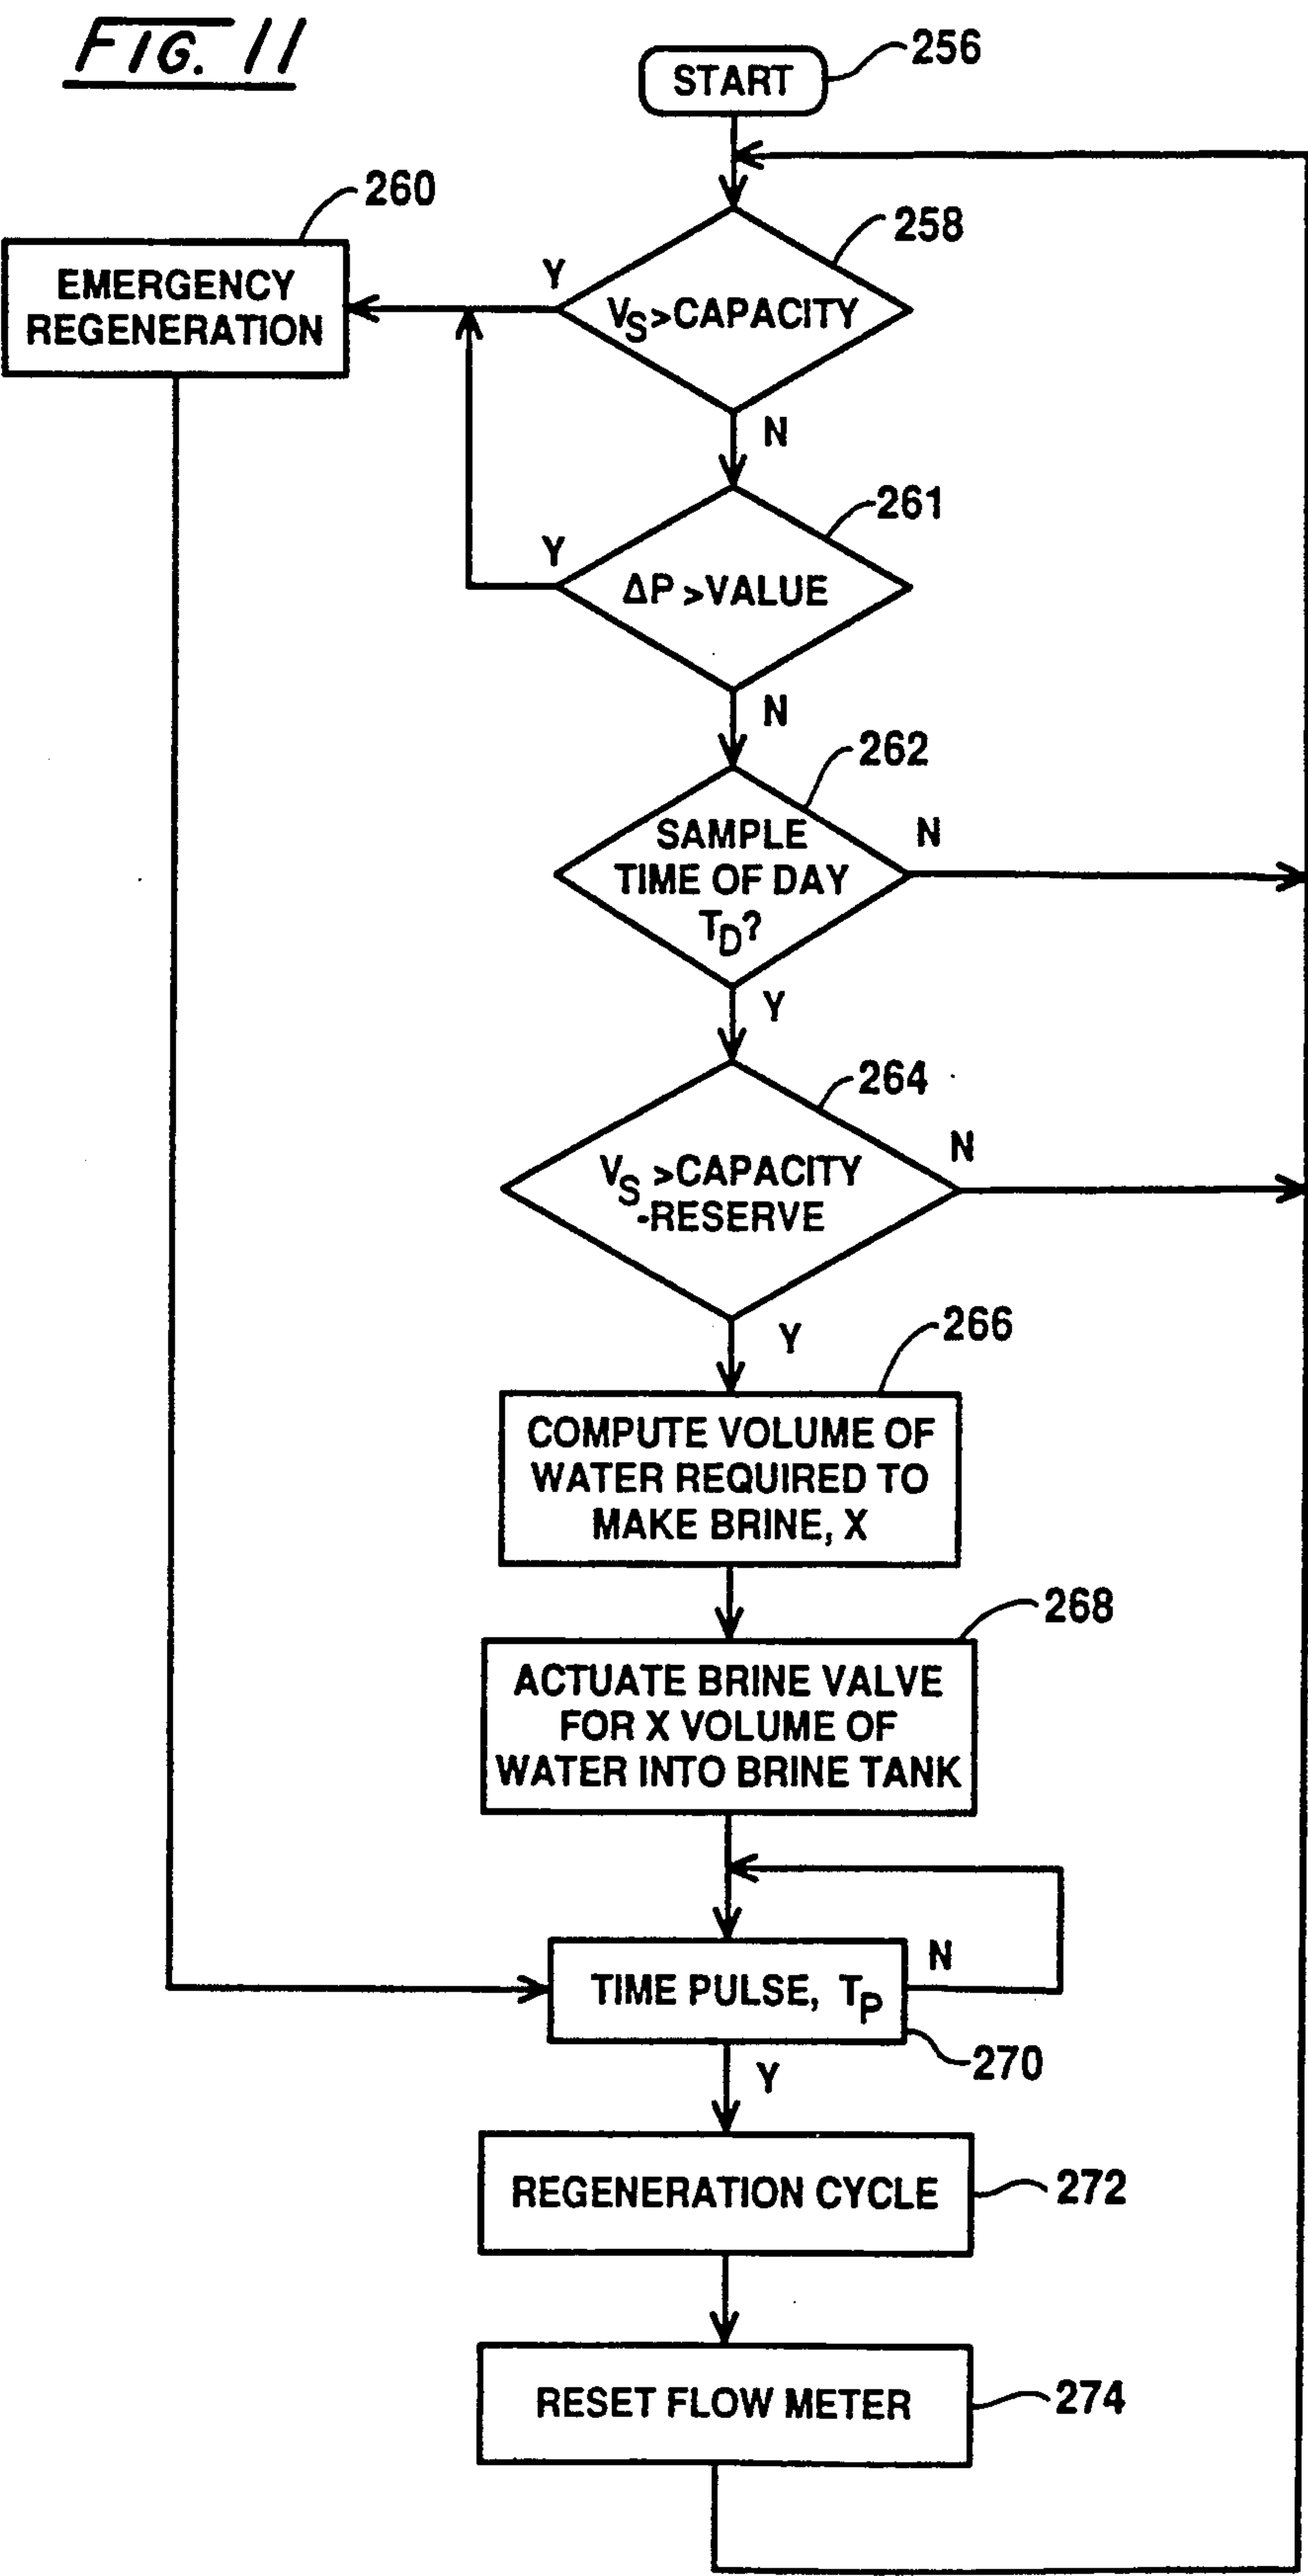 FIG. 11
START
256
260
258
EMERGENCY
REGENERATION
Y
VS>CAPACITY
N
261
Y
ΔP >VALUE
N
262
SAMPLE
TIME OF DAY
TD?
N
Y
264
VS >CAPACITY
-RESERVE
N
Y
266
COMPUTE VOLUME OF
WATER REQUIRED TO
MAKE BRINE, X
268
ACTUATE BRINE VALVE
FOR X VOLUME OF
WATER INTO BRINE TANK
TIME PULSE, TP
N
270
Y
REGENERATION CYCLE
272
RESET FLOW METER
274